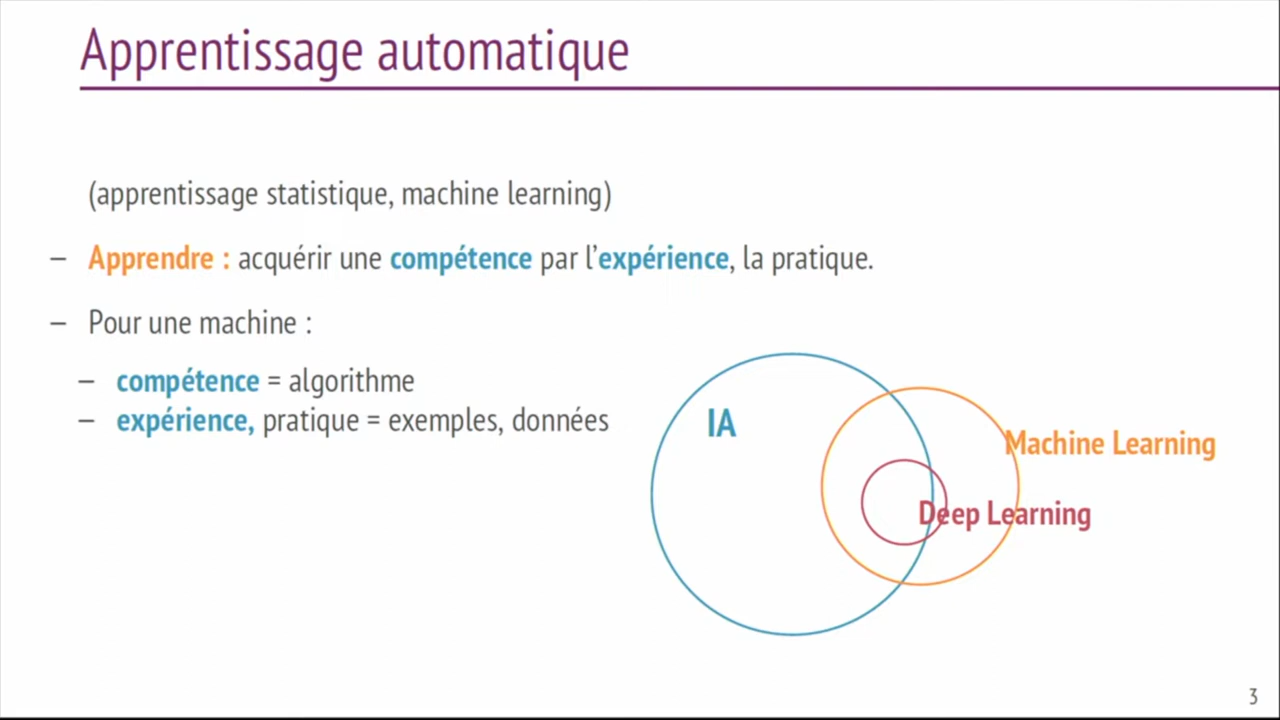 Apprentissage automatique
(apprentissage statistique, machine learning)
– Apprendre : acquérir une compétence par l'expérience, la pratique.
– Pour une machine :
– compétence = algorithme
– expérience, pratique = exemples, données
IA
Machine Learning
Deep Learning
3